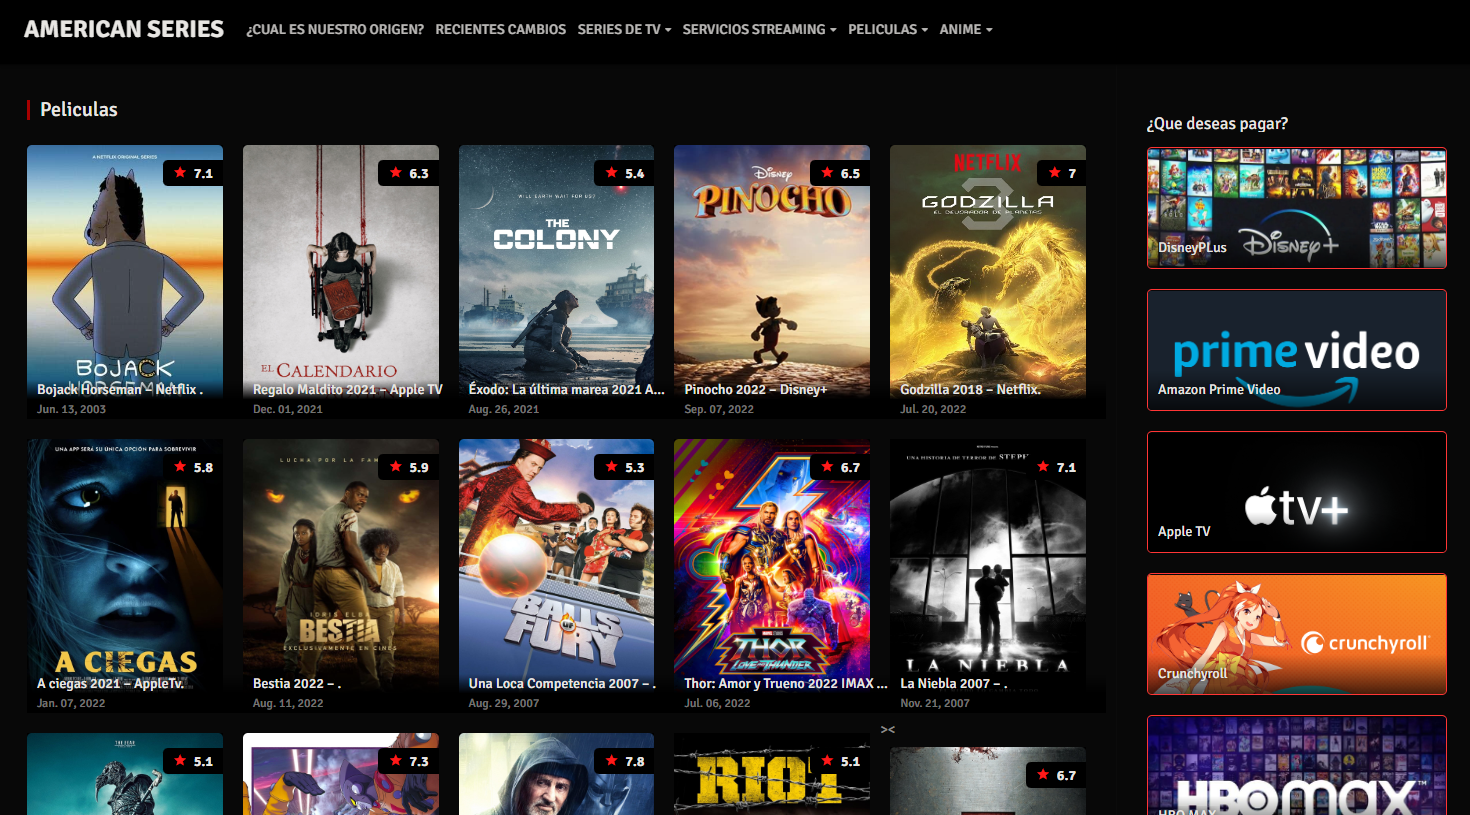 AMERICAN SERIES
¿CUAL ES NUESTRO ORIGEN? RECIENTES CAMBIOS SERIES DE TV SERVICIOS STREAMING PELICULAS ANIME
Peliculas
¿Que deseas pagar?
A NETFLIX ORIGINAL SERIES
7.1
BOJACK
HORSEMAN
Bojack Horseman – Netflix .
Jun. 13, 2003
6.3
EL CALENDARIO
Regalo Maldito 2021 – Apple TV
Dec. 01, 2021
5.4
WILL EARTH WAIT FOR US?
THE
COLONY
Éxodo: La última marea 2021 A...
Aug. 26, 2021
6.5
Disney
PINOCHO
Pinocho 2022 – Disney+
Sep. 07, 2022
NETFLIX
7
GODZILLA
EL DEVORADOR DE PLANETAS
Godzilla 2018 – Netflix.
Jul. 20, 2022
UNA APP SERÁ SU ÚNICA OPCIÓN PARA SOBREVIVIR
5.8
A CIEGAS
A ciegas 2021 – AppleTv.
Jan. 07, 2022
LUCHA POR LA FAM
5.9
IDRIS ELBA
BESTIA
EXCLUSIVAMENTE EN CINES
Bestia 2022 – .
Aug. 11, 2022
5.3
BALLS
OF
FURY
Una Loca Competencia 2007 – .
Aug. 29, 2007
6.7
THOR
LOVE AND THUNDER
Thor: Amor y Trueno 2022 IMAX ...
Jul. 06, 2022
UNA HISTORIA DE TERROR DE STEPH
7.1
LA NIEBLA
La Niebla 2007 – .
Nov. 21, 2007
><
5.1
7.3
7.8
RIOT
5.1
6.7
Disney+
DisneyPLus
prime video
Amazon Prime Video
tv+
Apple TV
crunchyroll
Crunchyroll
HBOmax
HBO MAX